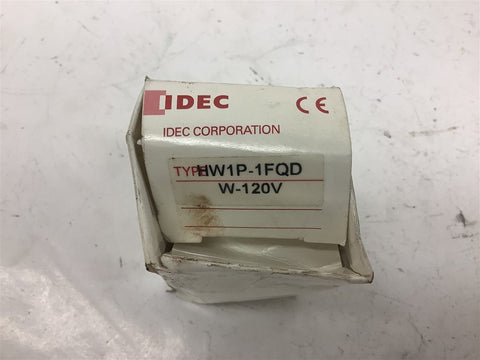 IDEC CE
IDEC CORPORATION
TYPE HW1P-1FQD
W-120V